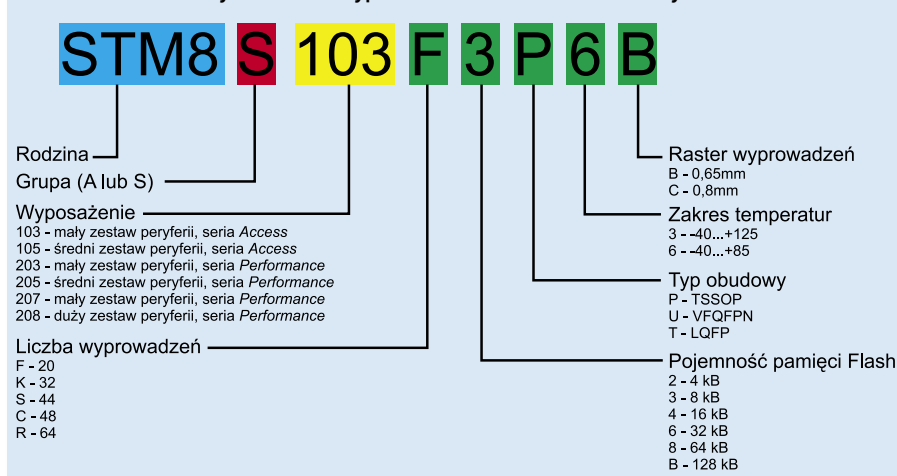 STM8 S 103 F 3 P 6 B
Rodzina
Grupa (A lub S)
Wyposażenie
103 - mały zestaw peryferii, seria Access
105 - średni zestaw peryferii, seria Access
203 - mały zestaw peryferii, seria Performance
205 - średni zestaw peryferii, seria Performance
207 - mały zestaw peryferii, seria Performance
208 - duży zestaw peryferii, seria Performance
Liczba wyprowadzeń
F - 20
K - 32
S - 44
C - 48
R - 64
Raster wyprowadzeń
B - 0,65mm
C - 0,8mm
Zakres temperatur
3 - -40...+125
6 - -40...+85
Typ obudowy
P - TSSOP
U - VFQFPN
T - LQFP
Pojemność pamięci Flash
2 - 4 kB
3 - 8 kB
4 - 16 kB
6 - 32 kB
8 - 64 kB
B - 128 kB